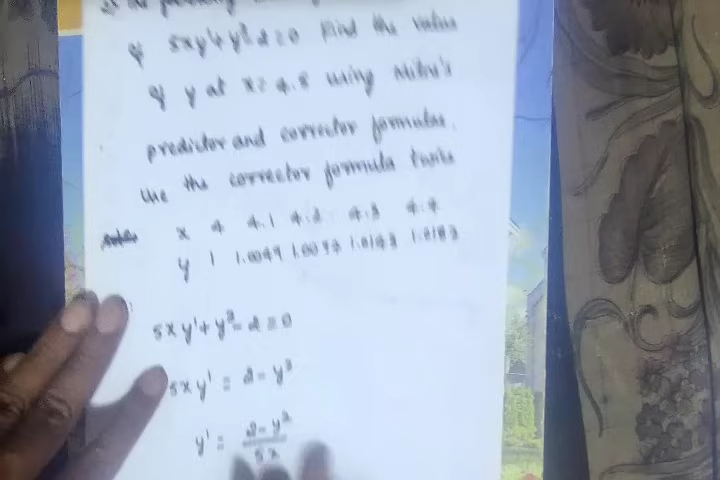 of 5xy'+y²-2=0 find the value
of y at x= 4.5 using Milne's
predictor and corrector formulae.
Use the corrector formula twice
x 4 4.1 4.2 4.3 4.4
y 1 1.0049 1.0097 1.0143 1.0187
5xy'+y²-2=0
5xy' = 2-y²
y' = 2-y² / 5x